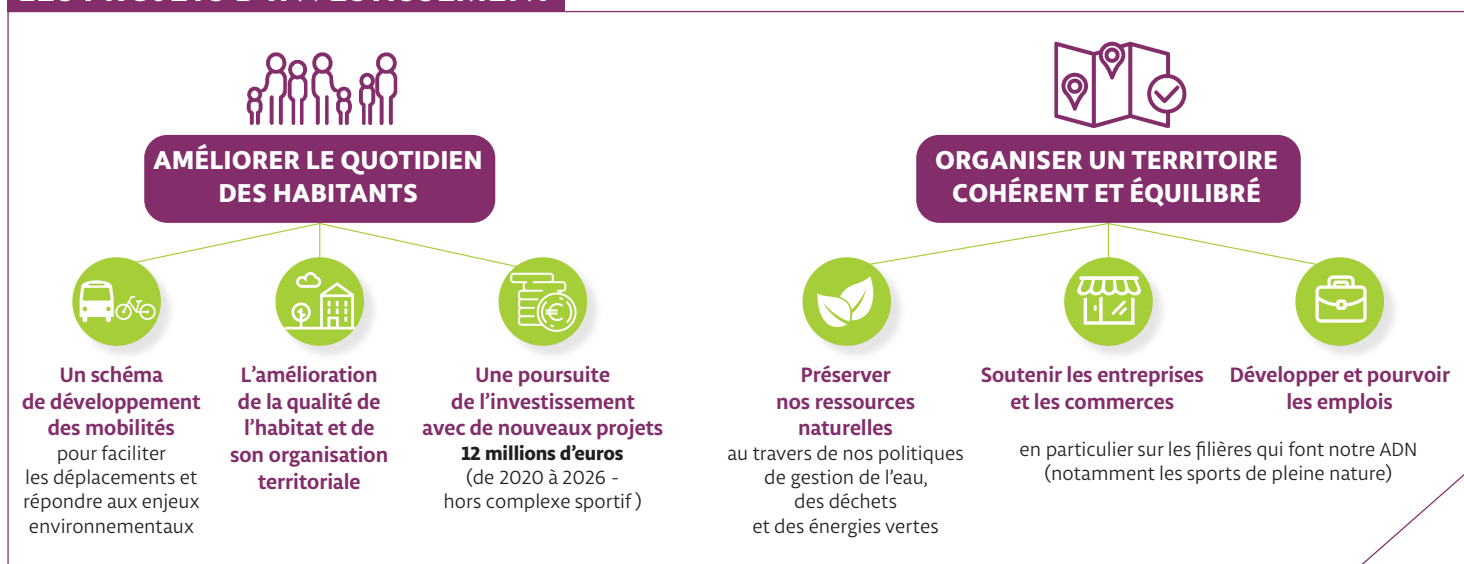 LES PROJETS D'INVESTISSEMENT
AMÉLIORER LE QUOTIDIEN
DES HABITANTS
Un schéma
de développement
des mobilités
pour faciliter
les déplacements et
répondre aux enjeux
environnementaux
L’amélioration
de la qualité de
l’habitat et de
son organisation
territoriale
Une poursuite
de l’investissement
avec de nouveaux projets
12 millions d’euros
(de 2020 à 2026 -
hors complexe sportif )
ORGANISER UN TERRITOIRE
COHÉRENT ET ÉQUILIBRÉ
Préserver
nos ressources
naturelles
au travers de nos politiques
de gestion de l’eau,
des déchets
et des énergies vertes
Soutenir les entreprises
et les commerces
Développer et pourvoir
les emplois
en particulier sur les filières qui font notre ADN
(notamment les sports de pleine nature)